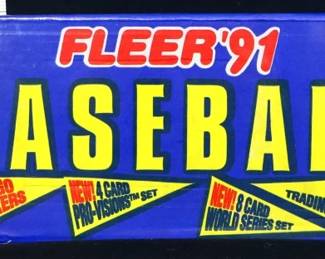 FLEER '91
ASEBA
NEW! 4 CARD
PRO-VISIONS™ SET
NEW! 8 CARD
WORLD SERIES SET
TRADIN